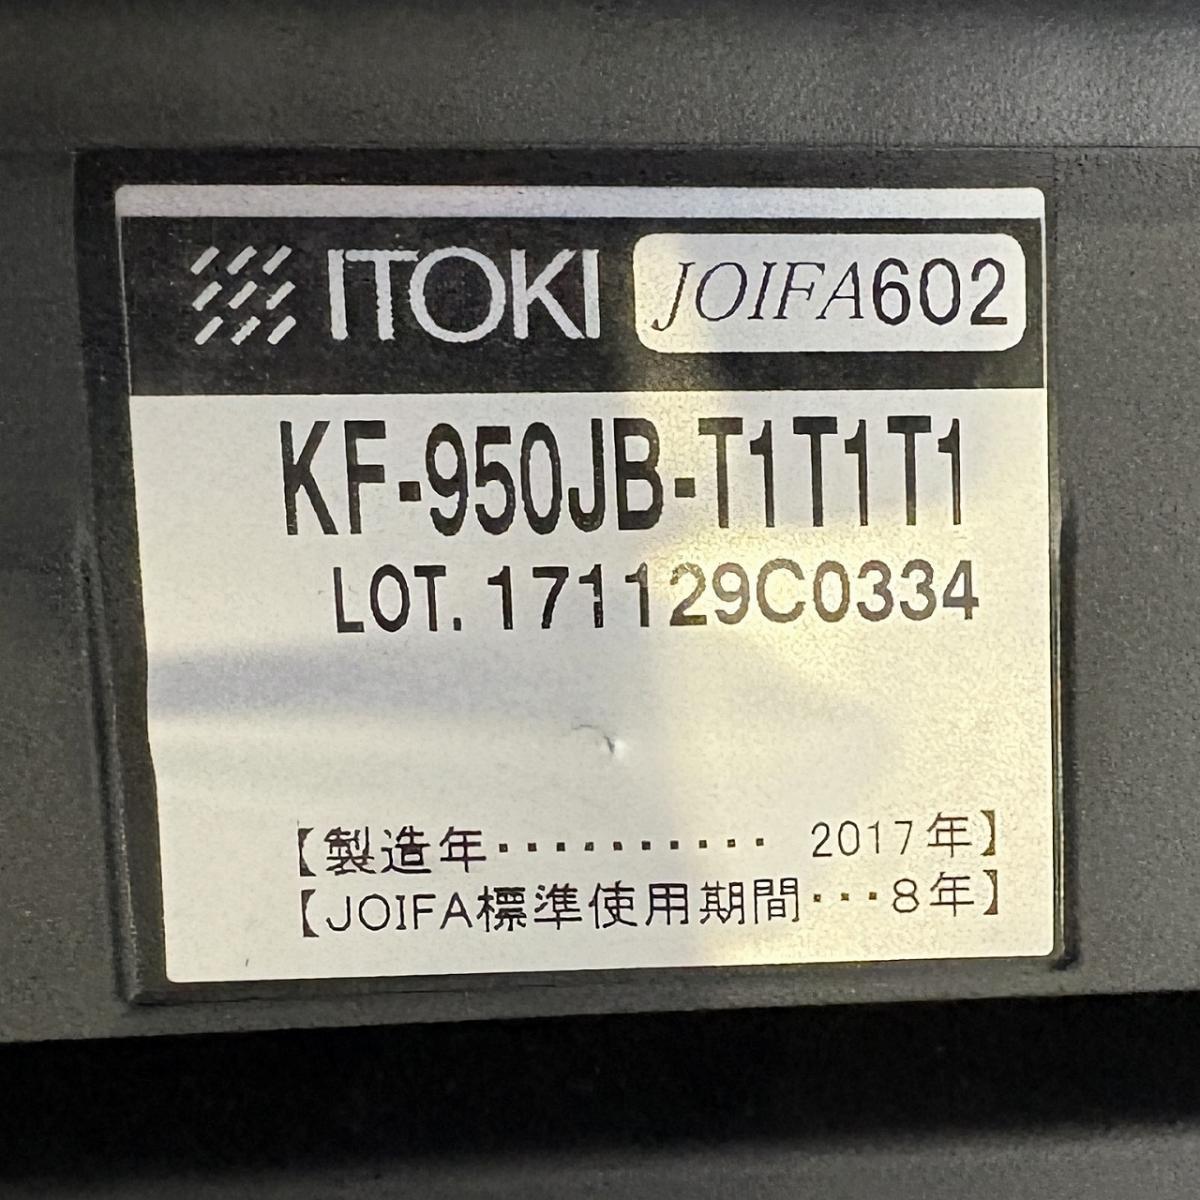 ITOKI JOIFA602
KF-950JB-T1T1T1
LOT. 171129C0334
【製造年・・・・・・・・・・ 2017年】
【JOIFA標準使用期間・・・8年】